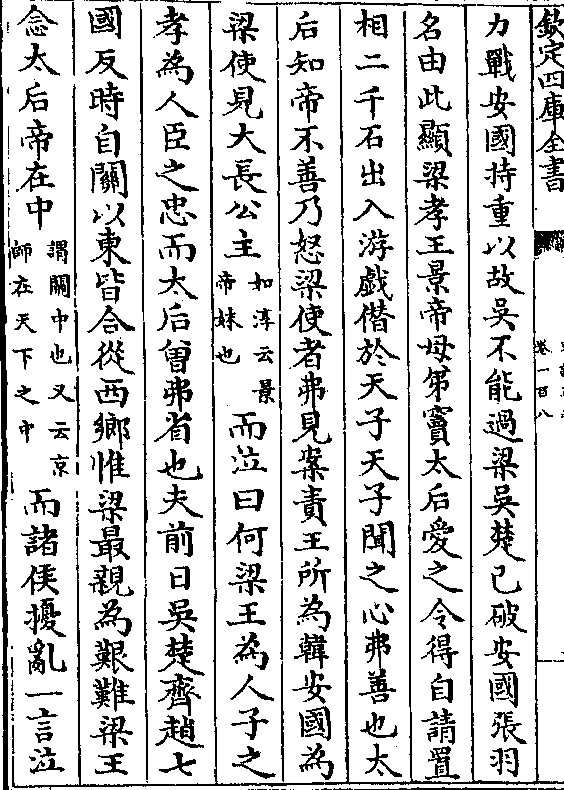 欽定四庫全書
卷一百八
力戰安國持重以故吳不能過梁吳楚已破安國張羽
名由此顯梁孝王景帝母弟竇太后愛之令得自請置
相二千石出入游戲僭於天子天子聞之心弗善也太
后知帝不善乃怒梁使者弗見案責王所為韓安國為
梁使見大長公主如淳云景帝妹也而泣曰何梁王為人子之
孝為人臣之忠而太后曾弗省也夫前日吳楚齊趙七
國反時自關以東皆合從西鄉惟梁最親為艱難梁王
念太后帝在中謂關中也又云京師在天下之中而諸侯擾亂一言泣